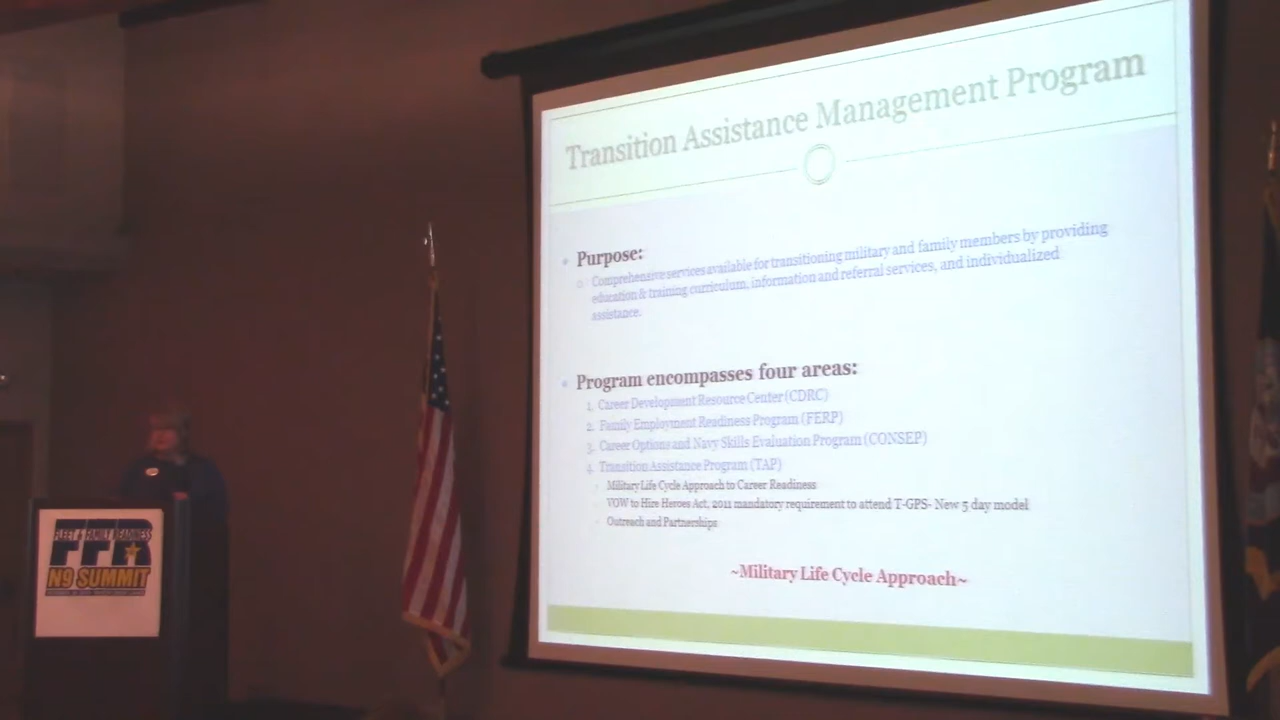 Transition Assistance Management Program
Purpose:
Comprehensive services available for transitioning military and family members by providing
education & training curriculum, information and referral services, and individualized
assistance.
Program encompasses four areas:
1. Career Development Resource Center (CDRC)
2. Family Employment Readiness Program (FERP)
3. Career Options and Navy Skills Evaluation Program (CONSEP)
4. Transition Assistance Program (TAP)
Military Life Cycle Approach to Career Readiness
VOW to Hire Heroes Act, 2011 mandatory requirement to attend T-GPS- New 5 day model
Outreach and Partnerships
~Military Life Cycle Approach~
FLEET & FAMILY READINESS
FFR
N9 SUMMIT